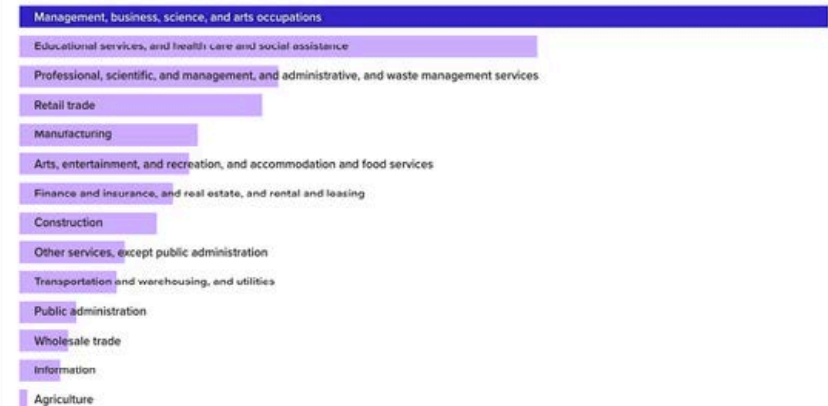 Management, business, science, and arts occupations
Educational services, and health care and social assistance
Professional, scientific, and management, and administrative, and waste management services
Retail trade
Manufacturing
Arts, entertainment, and recreation, and accommodation and food services
Finance and insurance, and real estate, and rental and leasing
Construction
Other services, except public administration
Transportation and warehousing, and utilities
Public administration
Wholesale trade
Information
Agriculture